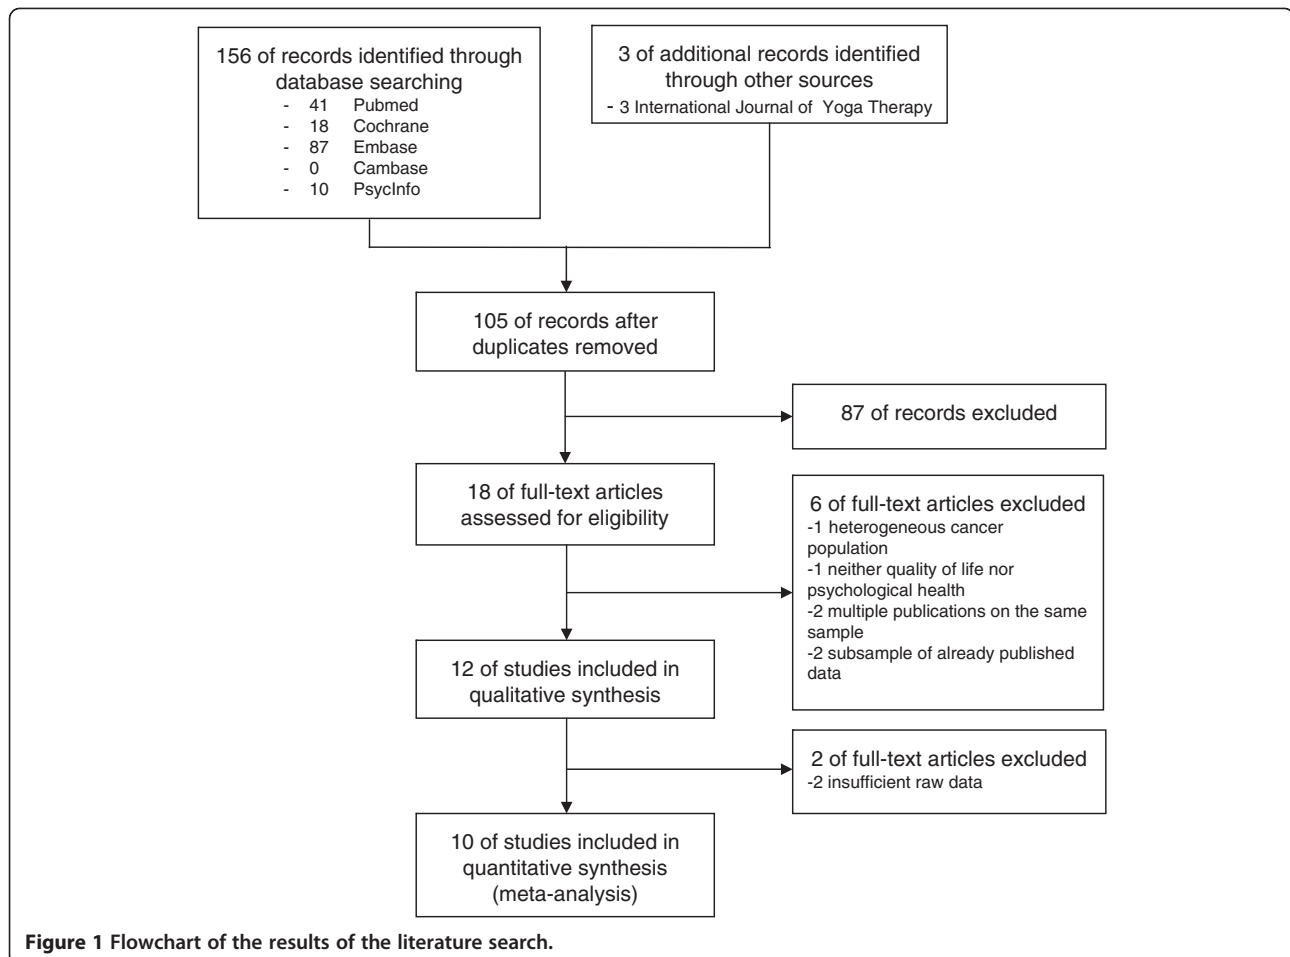 156 of records identified through
database searching
- 41 Pubmed
- 18 Cochrane
- 87 Embase
- 0 Cambase
- 10 PsycInfo
3 of additional records identified
through other sources
- 3 International Journal of Yoga Therapy
105 of records after
duplicates removed
87 of records excluded
18 of full-text articles
assessed for eligibility
6 of full-text articles excluded
-1 heterogeneous cancer
population
-1 neither quality of life nor
psychological health
-2 multiple publications on the same
sample
-2 subsample of already published
data
12 of studies included in
qualitative synthesis
2 of full-text articles excluded
-2 insufficient raw data
10 of studies included in
quantitative synthesis
(meta-analysis)
Figure 1 Flowchart of the results of the literature search.